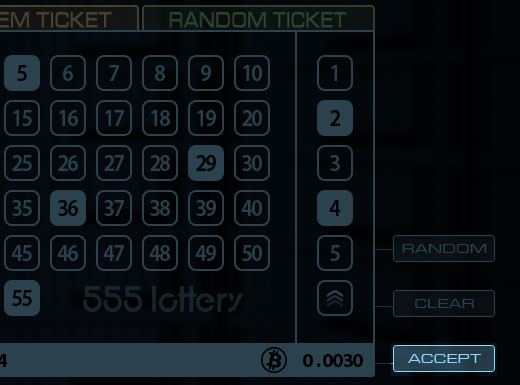 EM TICKET RANDOM TICKET
5 6 7 8 9 10 1
15 16 17 18 19 20 2
25 26 27 28 29 30 3
35 36 37 38 39 40 4
45 46 47 48 49 50 5
RANDOM
55 555 lottery
CLEAR
4 0.0030
ACCEPT